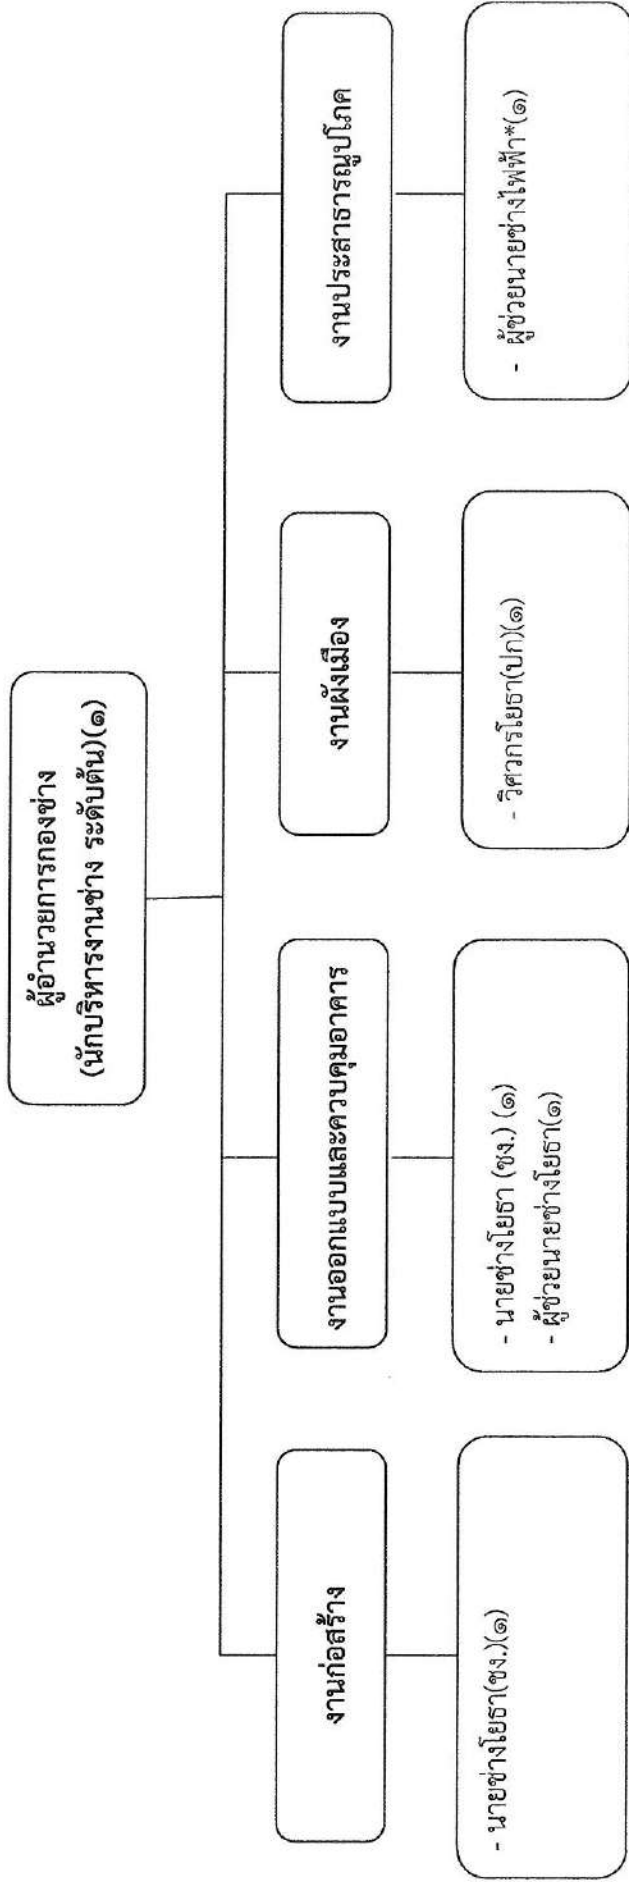 ผู้อำนวยการกองช่าง
(นักบริหารงานช่าง ระดับต้น)(๑)
งานก่อสร้าง
- นายช่างโยธา(ชง.)(๑)
งานออกแบบและควบคุมอาคาร
- นายช่างโยธา (ชง.) (๑)
- ผู้ช่วยนายช่างโยธา(๑)
งานผังเมือง
- วิศวกรโยธา(ปก)(๑)
งานประสาธารณูปโภค
- ผู้ช่วยนายช่างไฟฟ้า*(๑)